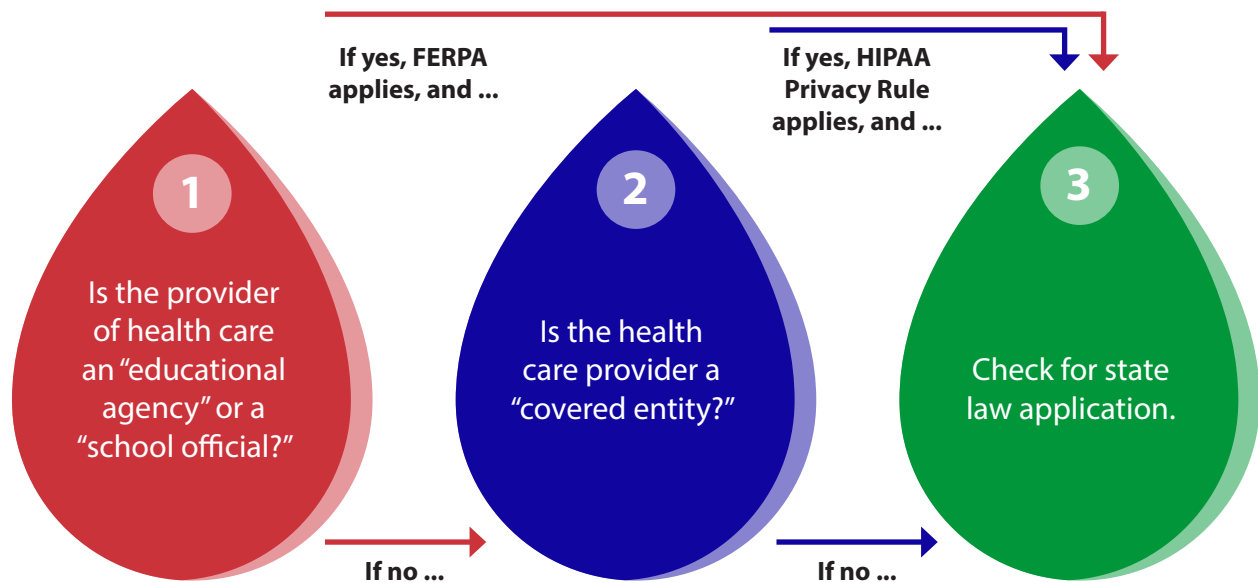 If yes, FERPA
applies, and ...
If yes, HIPAA
Privacy Rule
applies, and ...
1
Is the provider
of health care
an “educational
agency” or a
“school official?”
2
Is the health
care provider a
“covered entity?”
3
Check for state
law application.
If no ...
If no ...